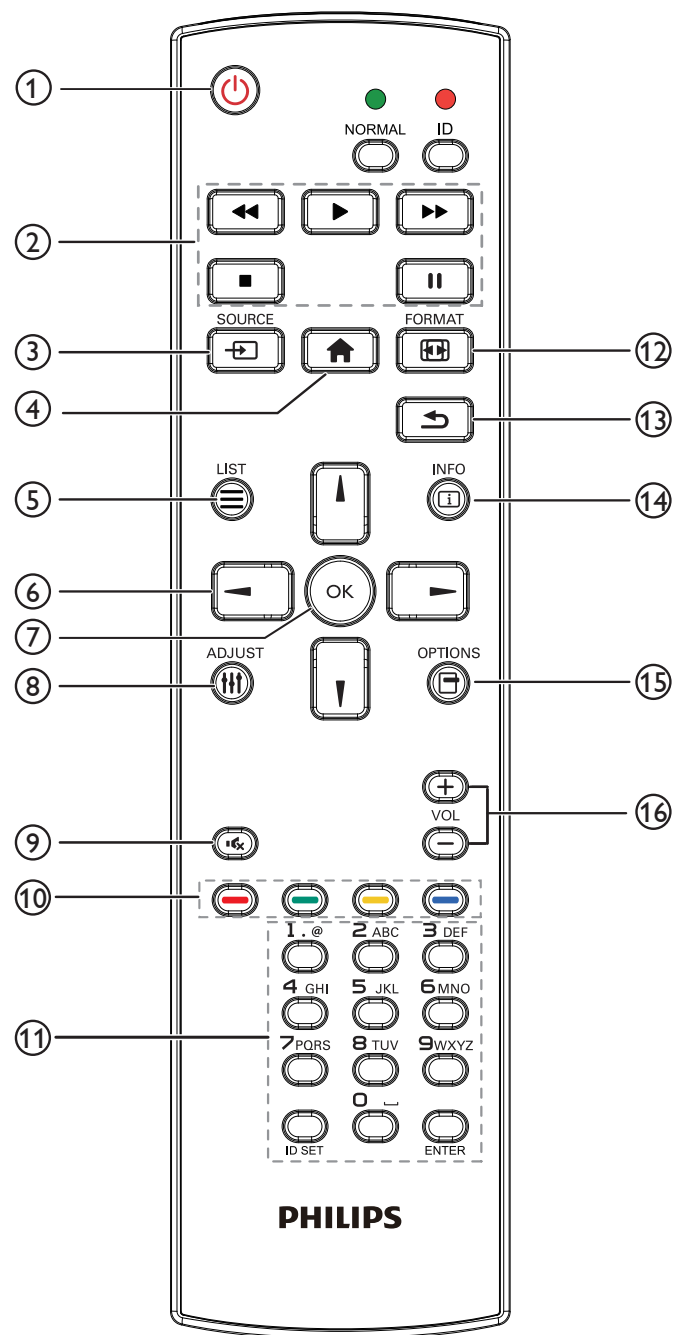 1
NORMAL ID
2
SOURCE FORMAT
3 12
4 13
LIST INFO
5 14
6
OK
7
ADJUST OPTIONS
8 15
VOL 16
9
10
1 . @ 2 ABC 3 DEF
4 GHI 5 JKL 6 MNO
11 7 PQRS 8 TUV 9 WXYZ
0 ⎵
ID SET ENTER
PHILIPS